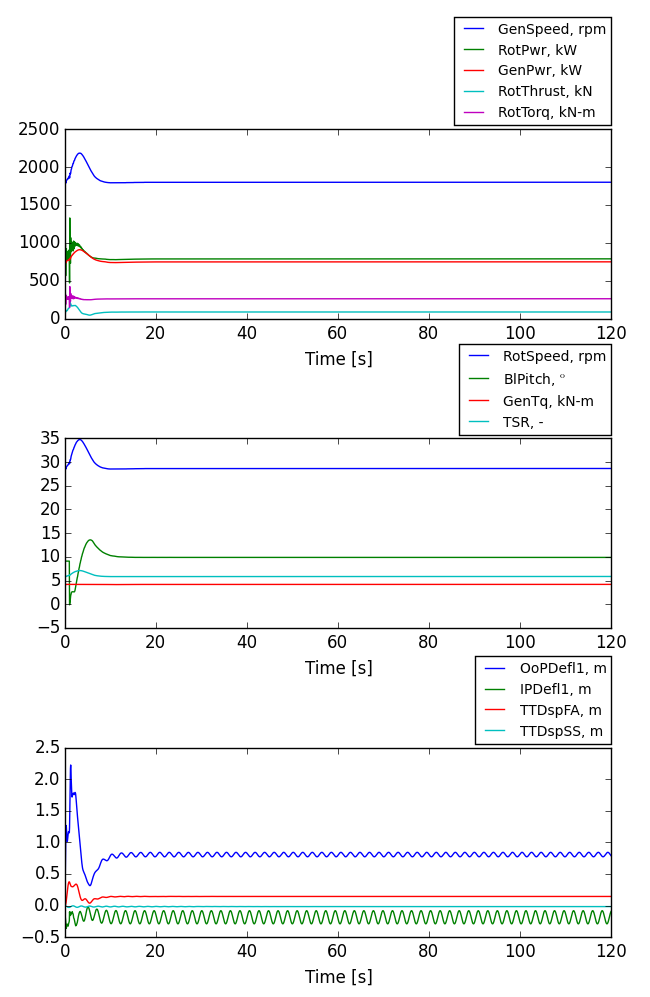 GenSpeed, rpm
RotPwr, kW
GenPwr, kW
RotThrust, kN
RotTorq, kN-m
2500
2000
1500
1000
500
0
0 20 40 60 80 100 120
Time [s]
RotSpeed, rpm
BlPitch, °
GenTq, kN-m
TSR, -
35
30
25
20
15
10
5
0
−5
0 20 40 60 80 100 120
Time [s]
OoPDefl1, m
IPDefl1, m
TTDspFA, m
TTDspSS, m
2.5
2.0
1.5
1.0
0.5
0.0
−0.5
0 20 40 60 80 100 120
Time [s]